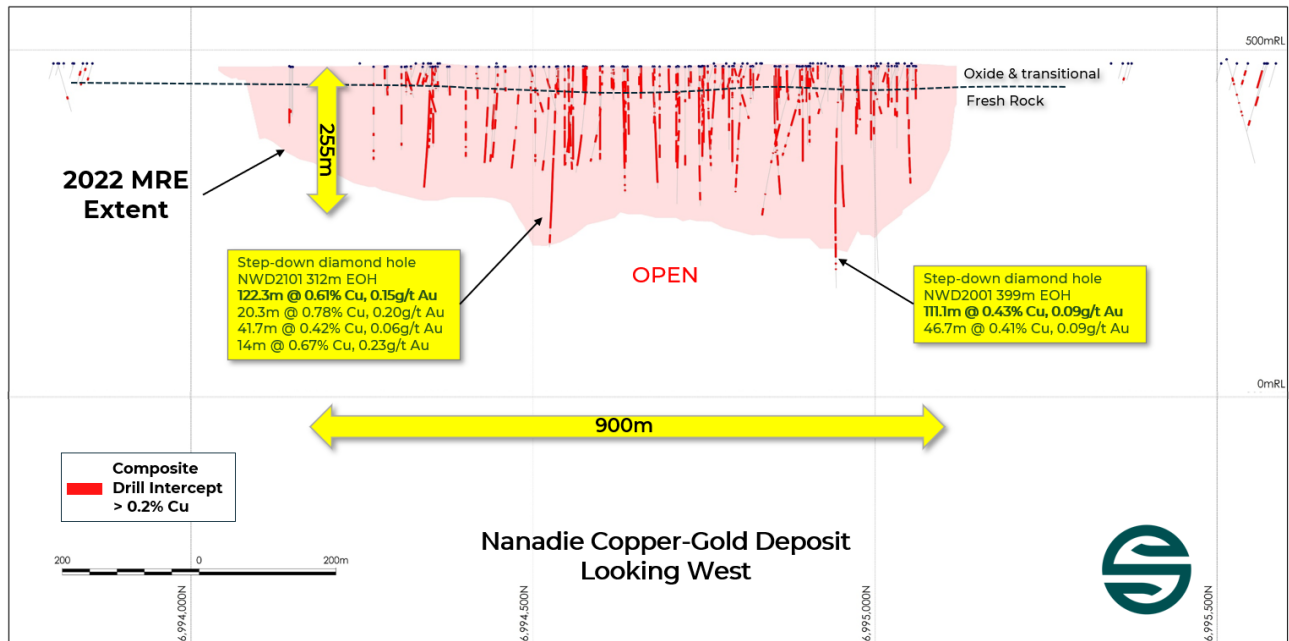 500mRL
Oxide & transitional
Fresh Rock
255m
2022 MRE
Extent
Step-down diamond hole
NWD2101 312m EOH
122.3m @ 0.61% Cu, 0.15g/t Au
20.3m @ 0.78% Cu, 0.20g/t Au
41.7m @ 0.42% Cu, 0.06g/t Au
14m @ 0.67% Cu, 0.23g/t Au
OPEN
Step-down diamond hole
NWD2001 399m EOH
111.1m @ 0.43% Cu, 0.09g/t Au
46.7m @ 0.41% Cu, 0.09g/t Au
0mRL
900m
Composite
Drill Intercept
> 0.2% Cu
200 0 200m
Nanadie Copper-Gold Deposit
Looking West
6,994,000N
6,994,500N
6,995,000N
6,995,500N